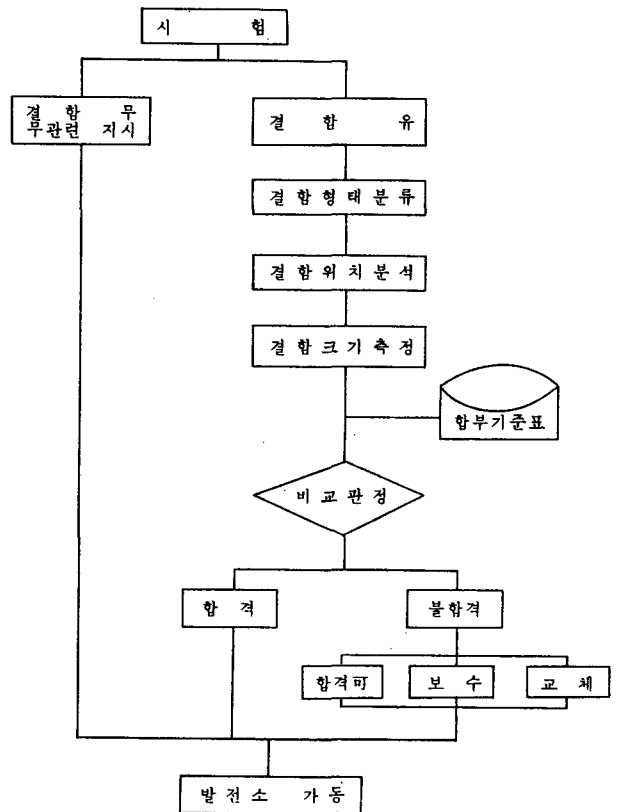 시 험
결 함 무
무관련 지시
결 함 유
결함형태분류
결함위치분석
결함크기측정
합부기준표
비교판정
합 격
불합격
합격可
보 수
교 체
발전소 가동